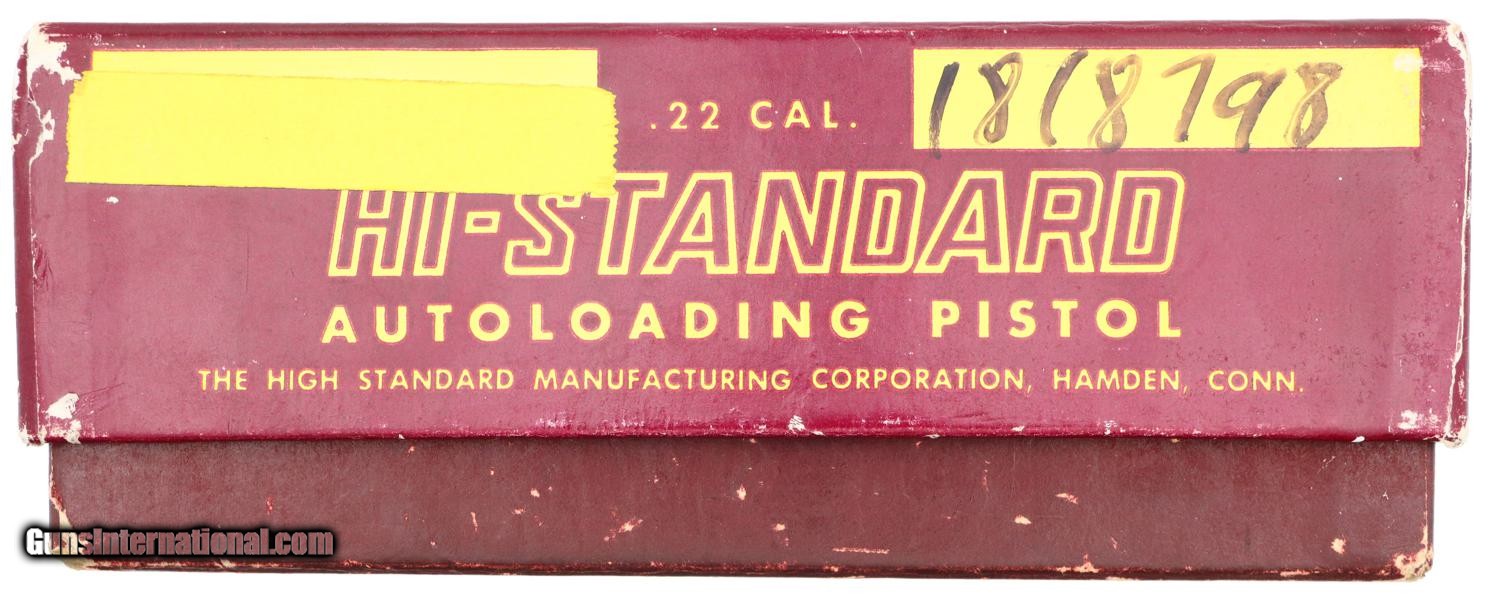 .22 CAL.
1818798
HI-STANDARD
AUTOLOADING PISTOL
THE HIGH STANDARD MANUFACTURING CORPORATION, HAMDEN, CONN.
GunsInternational.com